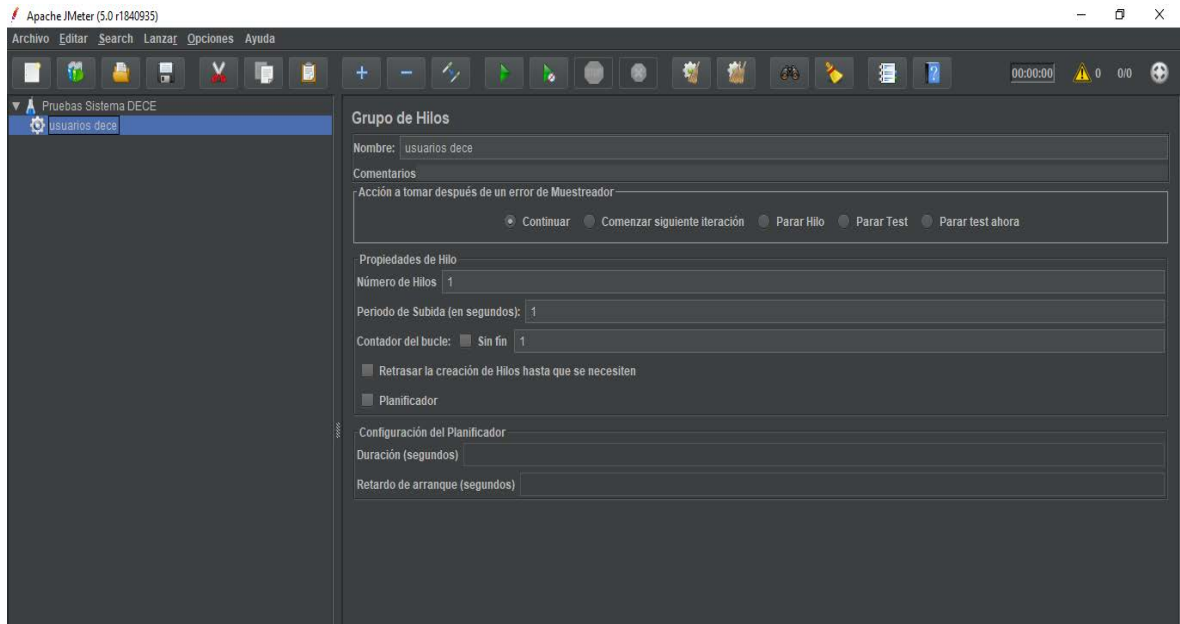 Apache JMeter (5.0 r1840935)
Archivo Editar Search Lanzar Opciones Ayuda
00:00:00 0 0/0
Pruebas Sistema DECE
usuarios dece
Grupo de Hilos
Nombre: usuarios dece
Comentarios
Acción a tomar después de un error de Muestreador
Continuar Comenzar siguiente iteración Parar Hilo Parar Test Parar test ahora
Propiedades de Hilo
Número de Hilos 1
Periodo de Subida (en segundos): 1
Contador del bucle: Sin fin 1
Retrasar la creación de Hilos hasta que se necesiten
Planificador
Configuración del Planificador
Duración (segundos)
Retardo de arranque (segundos)